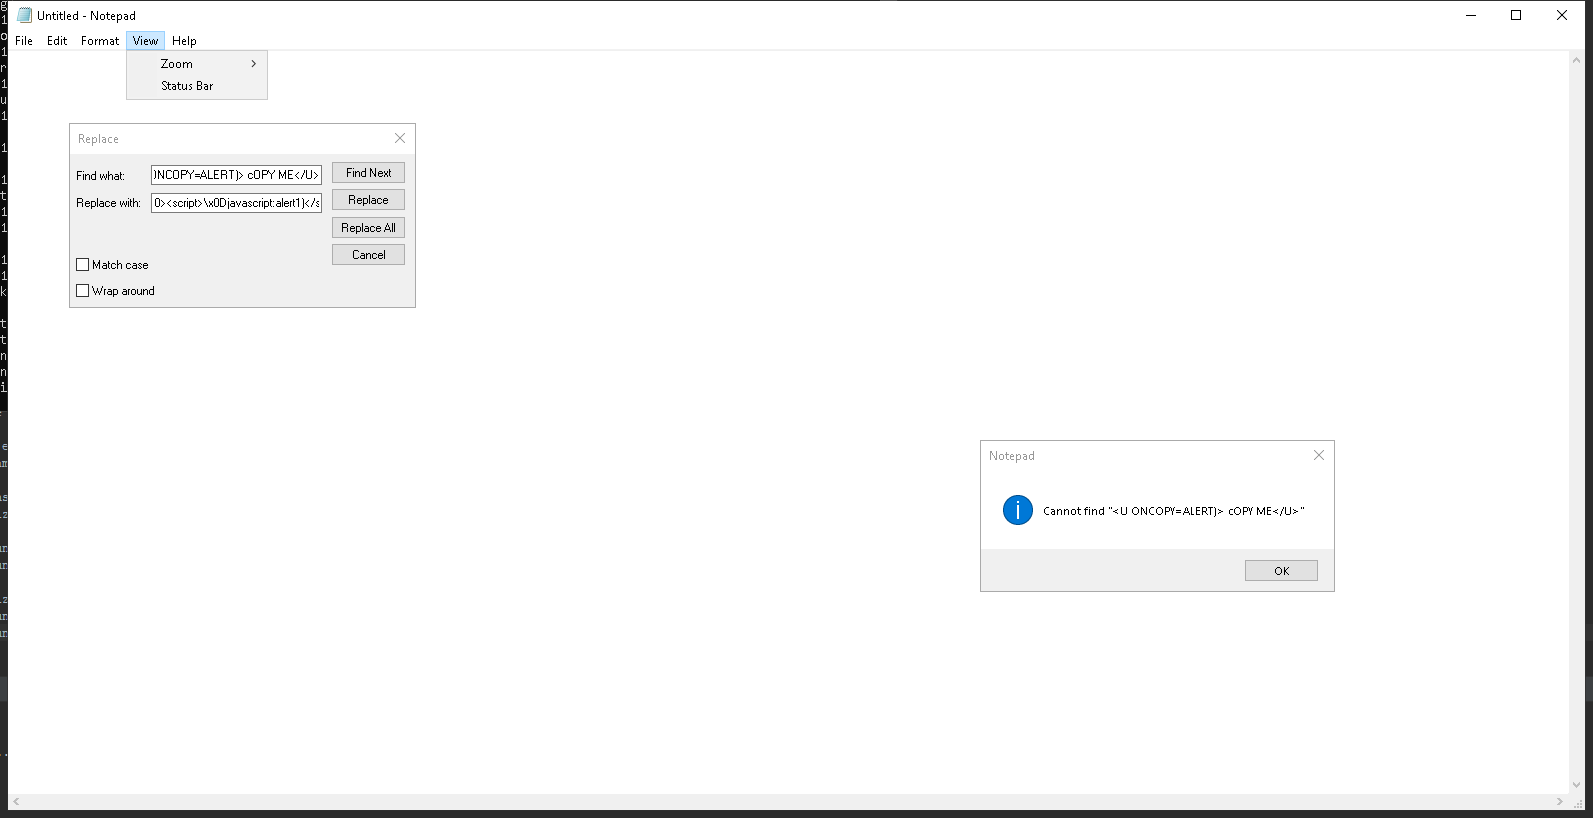 Untitled - Notepad
File Edit Format View Help
Zoom
Status Bar
Replace
Find what: NCOPY=ALERT)> cOPY ME</U> Find Next
Replace with: 0><script>\x0Djavascript:alert1)</s Replace
Replace All
Cancel
Match case
Wrap around
Notepad
Cannot find "<U ONCOPY=ALERT)> cOPY ME</U>"
OK